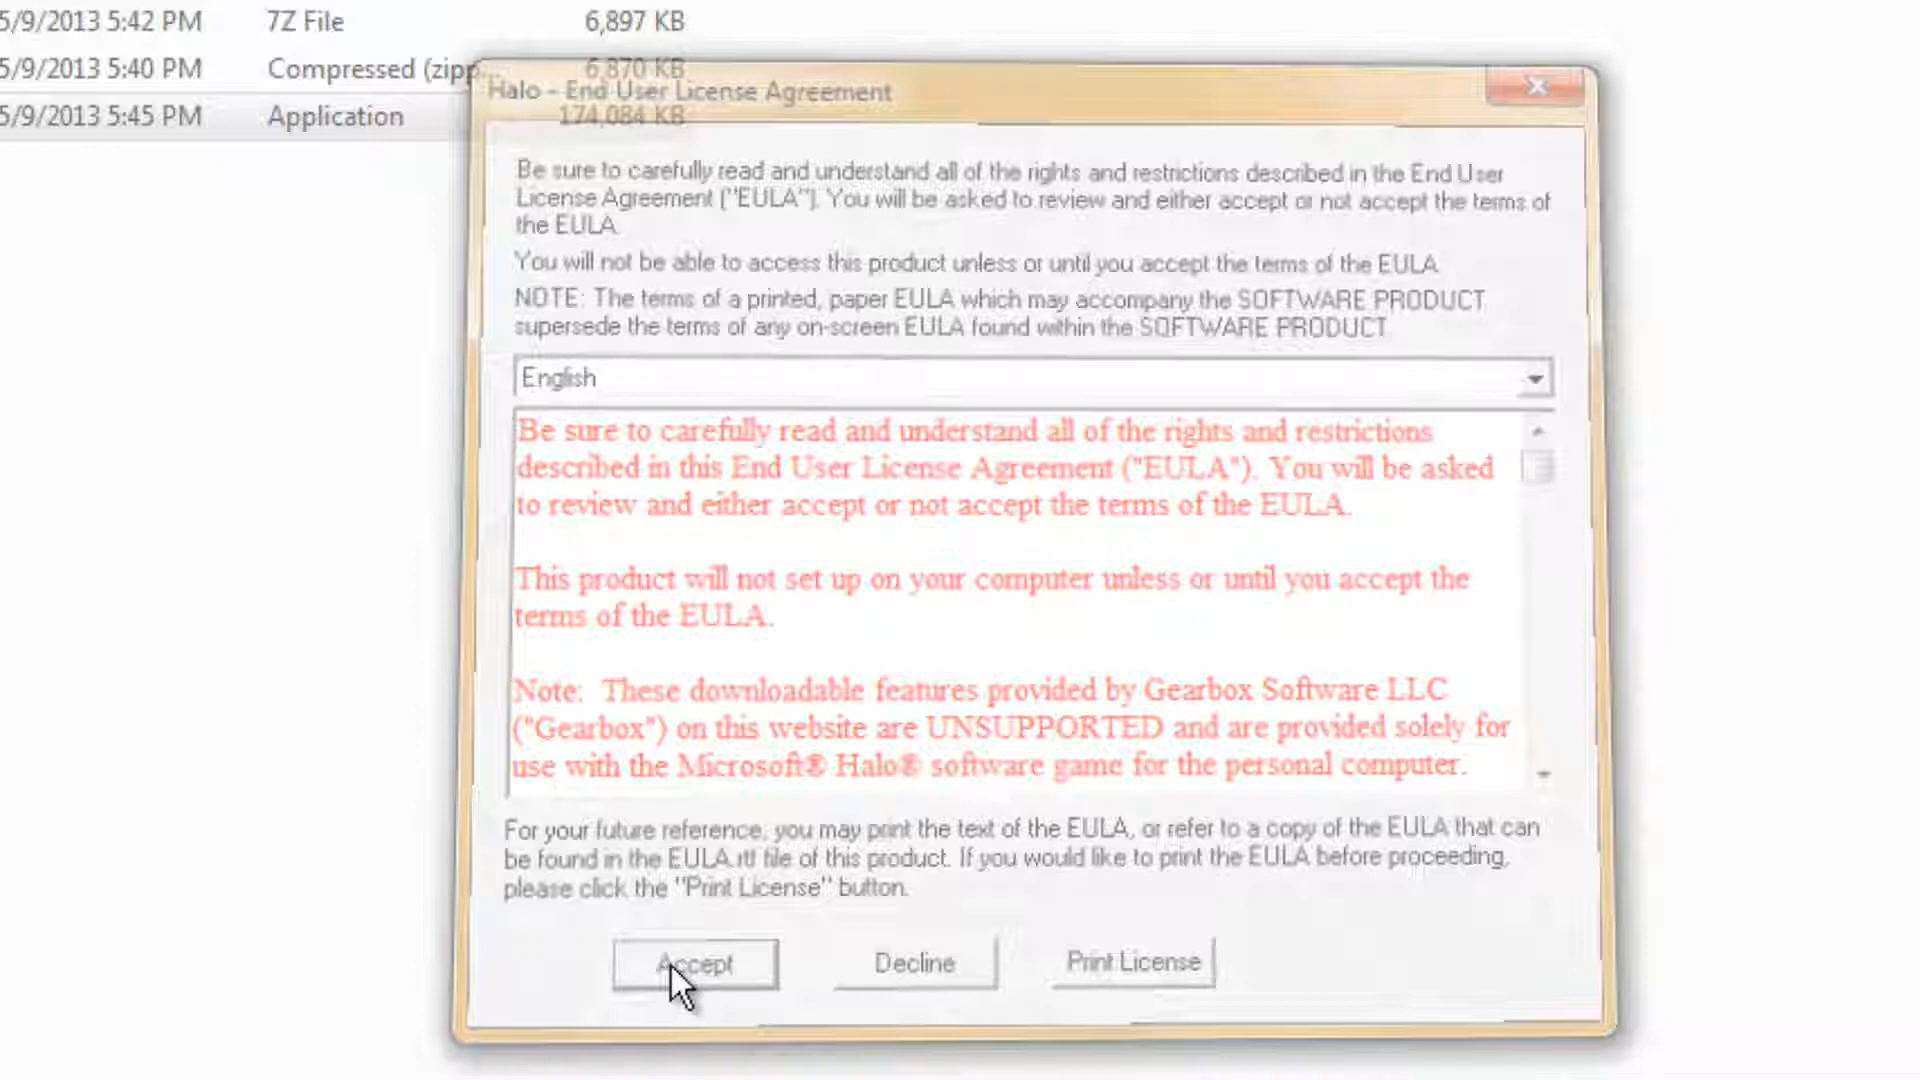 5/9/2013 5:42 PM 7Z File 6,897 KB
5/9/2013 5:40 PM Compressed (zipp... 6,870 KB
5/9/2013 5:45 PM Application 174,084 KB
Halo - End User License Agreement
Be sure to carefully read and understand all of the rights and restrictions described in the End User
License Agreement ("EULA"). You will be asked to review and either accept or not accept the terms of
the EULA.
You will not be able to access this product unless or until you accept the terms of the EULA.
NOTE: The terms of a printed, paper EULA which may accompany the SOFTWARE PRODUCT
supersede the terms of any on-screen EULA found within the SOFTWARE PRODUCT.
English
Be sure to carefully read and understand all of the rights and restrictions
described in this End User License Agreement ("EULA"). You will be asked
to review and either accept or not accept the terms of the EULA.
This product will not set up on your computer unless or until you accept the
terms of the EULA.
Note: These downloadable features provided by Gearbox Software LLC
("Gearbox") on this website are UNSUPPORTED and are provided solely for
use with the Microsoft® Halo® software game for the personal computer.
For your future reference, you may print the text of the EULA, or refer to a copy of the EULA that can
be found in the EULA.rtf file of this product. If you would like to print the EULA before proceeding,
please click the "Print License" button.
Accept Decline Print License